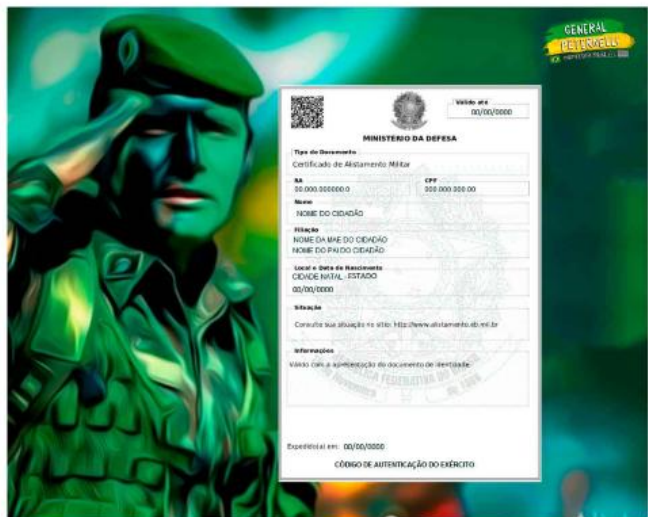 GENERAL
PETERNELLI
Válido até
00/00/0000
MINISTÉRIO DA DEFESA
Tipo de Documento
Certificado de Alistamento Militar
RA
CPF
00.000.000000.0
000.000.000.00
Nome
NOME DO CIDADÃO
Filiação
NOME DA MAE DO CIDADÃO
NOME DO PAI DO CIDADÃO
Local e Data de Nascimento
CIDADE NATAL - ESTADO
00/00/0000
Situação
Consulte sua situação no sítio: http://www.alistamento.eb.mil.br
Informações
Válido com a apresentação do documento de identidade.
Expedido(a) em: 00/00/0000
CÓDIGO DE AUTENTICAÇÃO DO EXÉRCITO